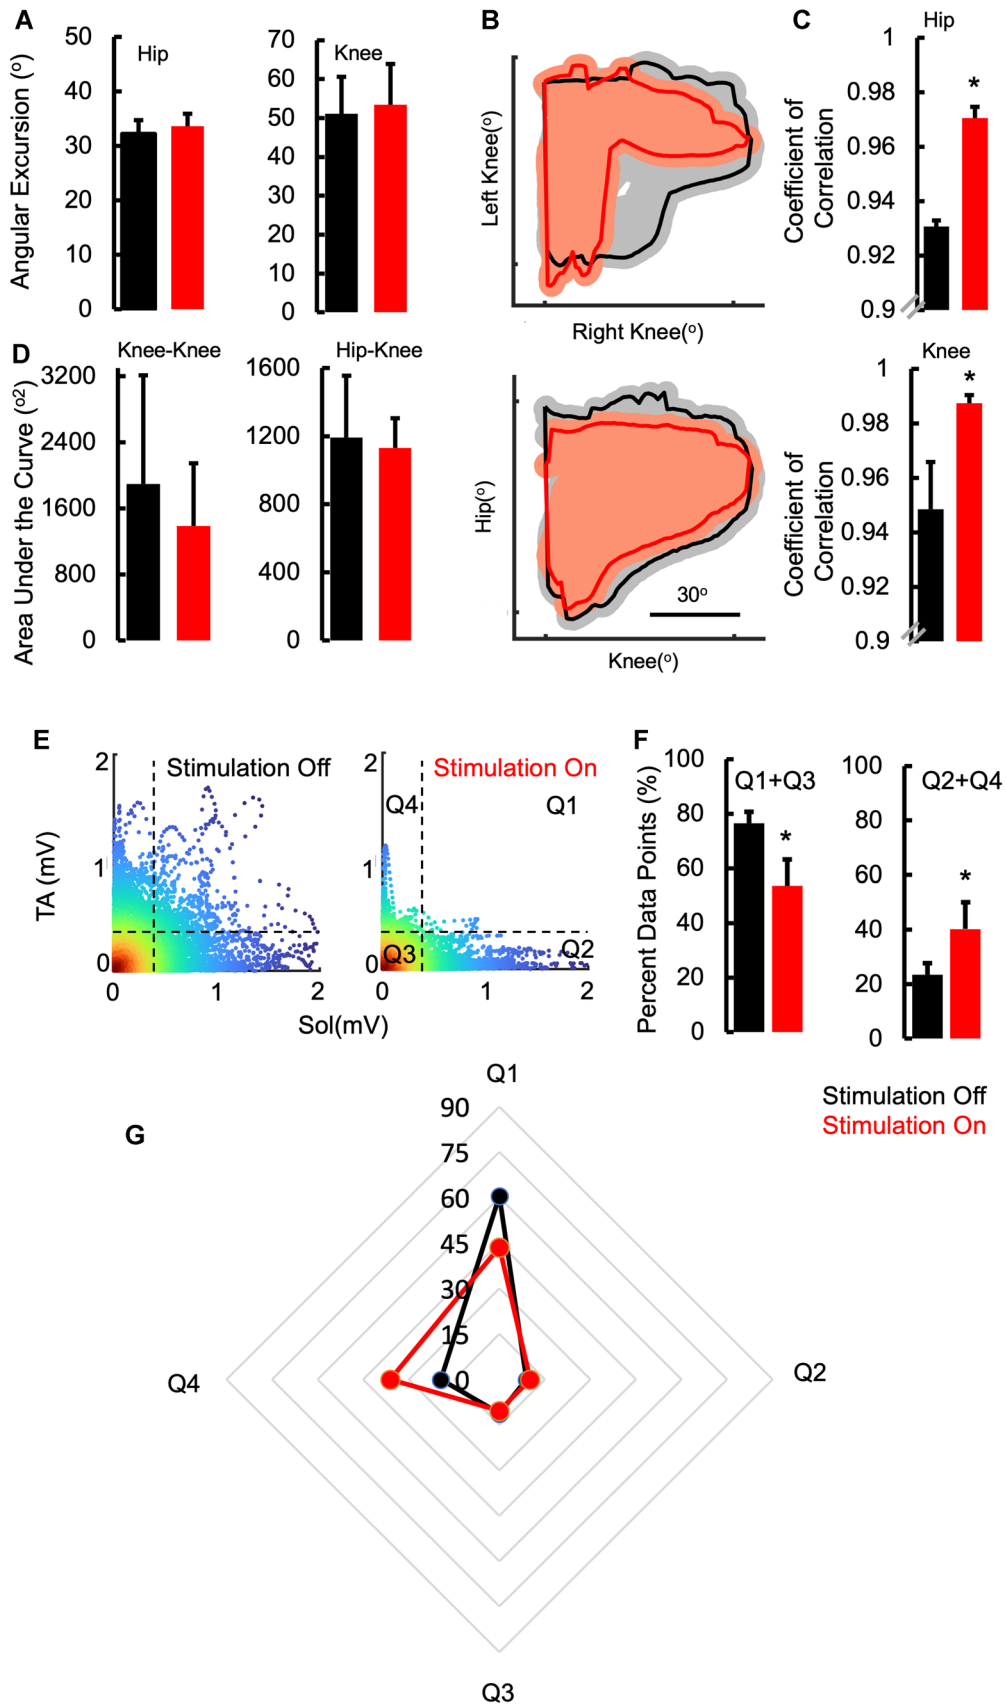 A
Angular Excursion (º)
Hip
50
40
30
20
10
0
Knee
70
60
50
40
30
20
10
0
B
Left Knee(º)
Right Knee(º)
Hip(º)
30º
Knee(º)
C
Hip
Coefficient of
Correlation
1
0.98
0.96
0.94
0.92
0.9
*
Knee
Coefficient of
Correlation
1
0.98
0.96
0.94
0.92
0.9
*
D
Area Under the Curve (º2)
Knee-Knee
3200
2400
1600
800
0
Hip-Knee
1600
1200
800
400
0
E
TA (mV)
Stimulation Off
2
1
0
0
1
2
Stimulation On
2
1
0
Q4
Q1
Q3
Q2
0
1
2
Sol(mV)
F
Percent Data Points (%)
Q1+Q3
100
80
60
40
20
0
*
Q2+Q4
100
80
60
40
20
0
*
Stimulation Off
Stimulation On
G
Q1
90
75
60
45
30
15
0
Q4
Q2
Q3